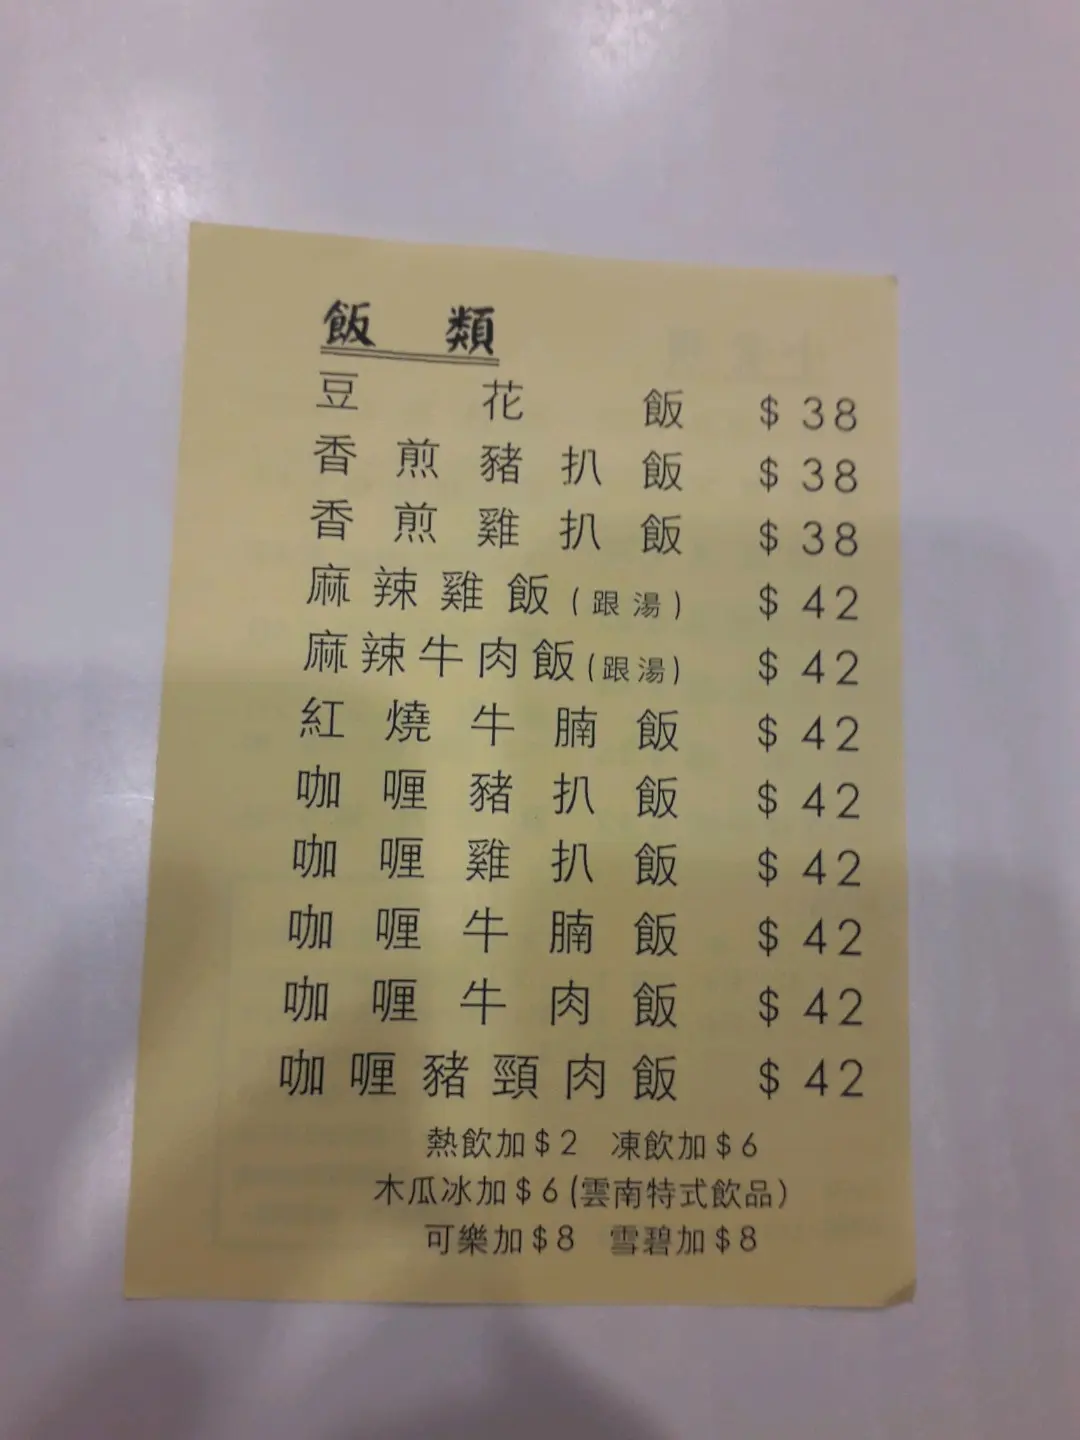 飯類
豆花飯 $38
香煎豬扒飯 $38
香煎雞扒飯 $38
麻辣雞飯(跟湯) $42
麻辣牛肉飯(跟湯) $42
紅燒牛腩飯 $42
咖喱豬扒飯 $42
咖喱雞扒飯 $42
咖喱牛腩飯 $42
咖喱牛肉飯 $42
咖喱豬頸肉飯 $42
熱飲加$2 凍飲加$6
木瓜冰加$6(雲南特式飲品)
可樂加$8 雪碧加$8